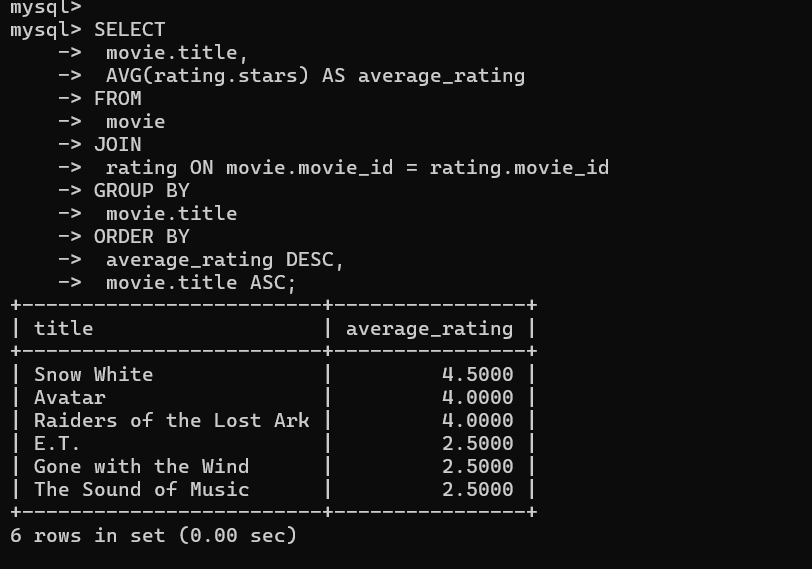 mysql>
mysql> SELECT
    ->  movie.title,
    ->  AVG(rating.stars) AS average_rating
    -> FROM
    ->  movie
    -> JOIN
    ->  rating ON movie.movie_id = rating.movie_id
    -> GROUP BY
    ->  movie.title
    -> ORDER BY
    ->  average_rating DESC,
    ->  movie.title ASC;
+-------------------------+----------------+
| title                   | average_rating |
+-------------------------+----------------+
| Snow White              |         4.5000 |
| Avatar                  |         4.0000 |
| Raiders of the Lost Ark |         4.0000 |
| E.T.                    |         2.5000 |
| Gone with the Wind      |         2.5000 |
| The Sound of Music      |         2.5000 |
+-------------------------+----------------+
6 rows in set (0.00 sec)